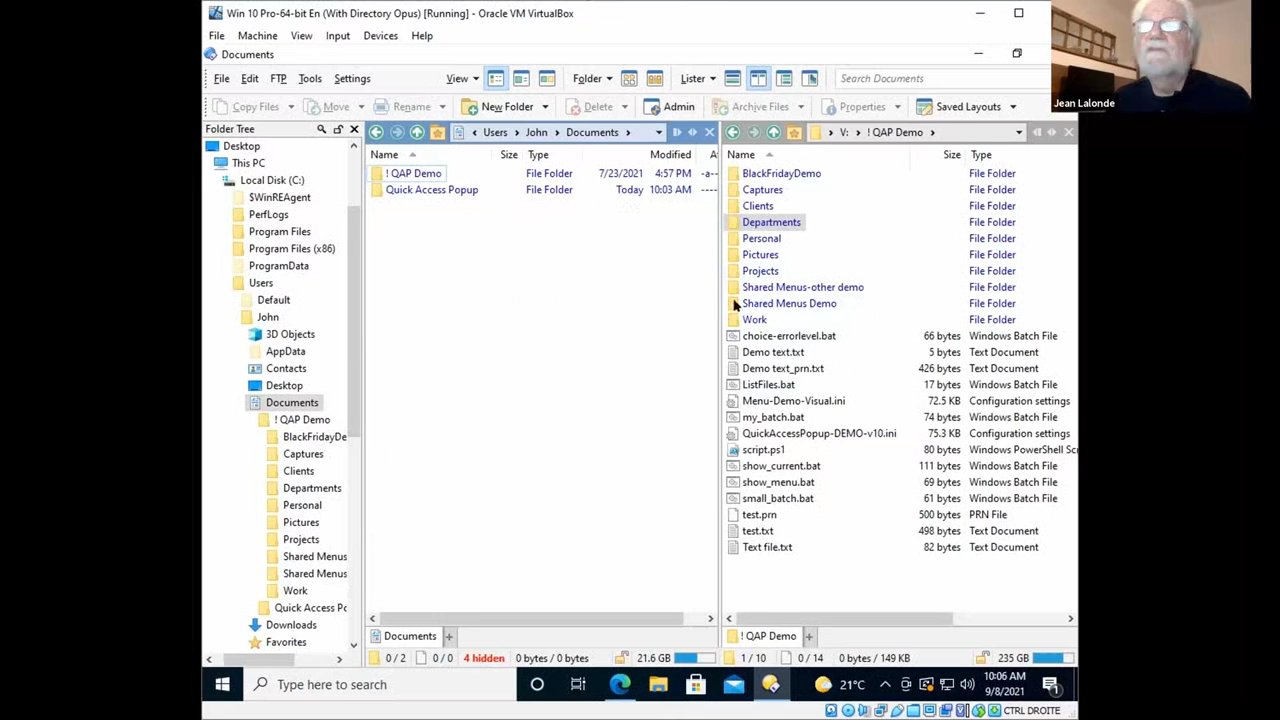 Win 10 Pro-64-bit En (With Directory Opus) [Running] - Oracle VM VirtualBox
File Machine View Input Devices Help
Documents
File Edit FTP Tools Settings View Folder Lister Search Documents
Copy Files Move Rename New Folder Delete Admin Archive Files Properties Saved Layouts
Jean Lalonde
Folder Tree
Desktop
This PC
Local Disk (C:)
$WinREAgent
PerfLogs
Program Files
Program Files (x86)
ProgramData
Users
Default
John
3D Objects
AppData
Contacts
Desktop
Documents
! QAP Demo
BlackFridayDe
Captures
Clients
Departments
Personal
Pictures
Projects
Shared Menus
Shared Menus
Work
Quick Access Pc
Downloads
Favorites
Users John Documents
Name Size Type Modified
! QAP Demo File Folder 7/23/2021 4:57 PM -a--
Quick Access Popup File Folder Today 10:03 AM ----
Documents +
0 / 2 0 / 0 4 hidden 0 bytes / 0 bytes 21.6 GB
V: ! QAP Demo
Name Size Type
BlackFridayDemo File Folder
Captures File Folder
Clients File Folder
Departments File Folder
Personal File Folder
Pictures File Folder
Projects File Folder
Shared Menus-other demo File Folder
Shared Menus Demo File Folder
Work File Folder
choice-errorlevel.bat 66 bytes Windows Batch File
Demo text.txt 5 bytes Text Document
Demo text_prn.txt 426 bytes Text Document
ListFiles.bat 17 bytes Windows Batch File
Menu-Demo-Visual.ini 72.5 KB Configuration settings
my_batch.bat 74 bytes Windows Batch File
QuickAccessPopup-DEMO-v10.ini 75.3 KB Configuration settings
script.ps1 80 bytes Windows PowerShell Sc
show_current.bat 111 bytes Windows Batch File
show_menu.bat 69 bytes Windows Batch File
small_batch.bat 61 bytes Windows Batch File
test.prn 500 bytes PRN File
test.txt 498 bytes Text Document
Text file.txt 82 bytes Text Document
! QAP Demo +
1 / 10 0 / 14 0 bytes / 149 KB 235 GB
Type here to search
21°C
10:06 AM
9/8/2021
1
CTRL DROITE